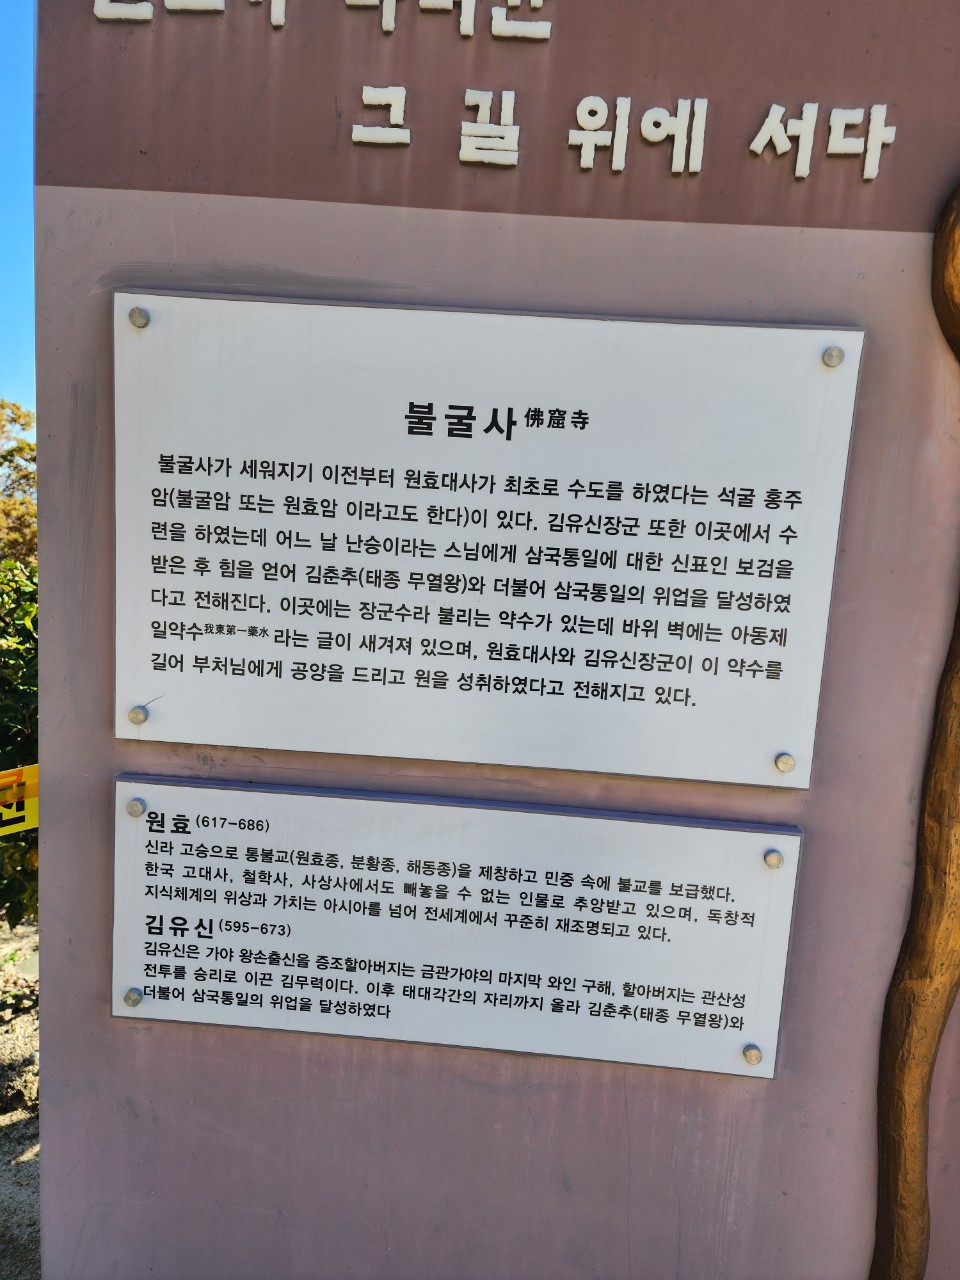 그 길 위에 서다
불굴사 佛窟寺
불굴사가 세워지기 이전부터 원효대사가 최초로 수도를 하였다는 석굴 홍주
암(불굴암 또는 원효암 이라고도 한다)이 있다. 김유신장군 또한 이곳에서 수
련을 하였는데 어느 날 난승이라는 스님에게 삼국통일에 대한 신표인 보검을
받은 후 힘을 얻어 김춘추(태종 무열왕)와 더불어 삼국통일의 위업을 달성하였
다고 전해진다. 이곳에는 장군수라 불리는 약수가 있는데 바위 벽에는 아동제
일약수我東第一藥水 라는 글이 새겨져 있으며, 원효대사와 김유신장군이 이 약수를
길어 부처님에게 공양을 드리고 원을 성취하였다고 전해지고 있다.
원효(617-686)
신라 고승으로 통불교(원효종, 분황종, 해동종)을 제창하고 민중 속에 불교를 보급했다.
한국 고대사, 철학사, 사상사에서도 빼놓을 수 없는 인물로 추앙받고 있으며, 독창적
지식체계의 위상과 가치는 아시아를 넘어 전세계에서 꾸준히 재조명되고 있다.
김유신(595-673)
김유신은 가야 왕손출신을 증조할아버지는 금관가야의 마지막 와인 구해, 할아버지는 관산성
전투를 승리로 이끈 김무력이다. 이후 태대각간의 자리까지 올라 김춘추(태종 무열왕)와
더불어 삼국통일의 위업을 달성하였다